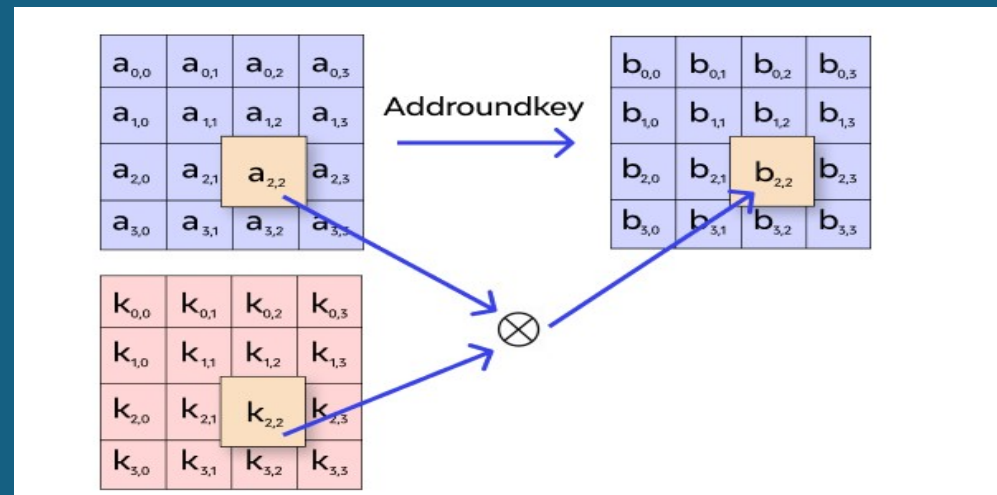 a0,0 a0,1 a0,2 a0,3
a1,0 a1,1 a1,2 a1,3
a2,0 a2,1 a2,2 a2,3
a3,0 a3,1 a3,2 a3,3
Addroundkey
b0,0 b0,1 b0,2 b0,3
b1,0 b1,1 b1,2 b1,3
b2,0 b2,1 b2,2 b2,3
b3,0 b3,1 b3,2 b3,3
k0,0 k0,1 k0,2 k0,3
k1,0 k1,1 k1,2 k1,3
k2,0 k2,1 k2,2 k2,3
k3,0 k3,1 k3,2 k3,3